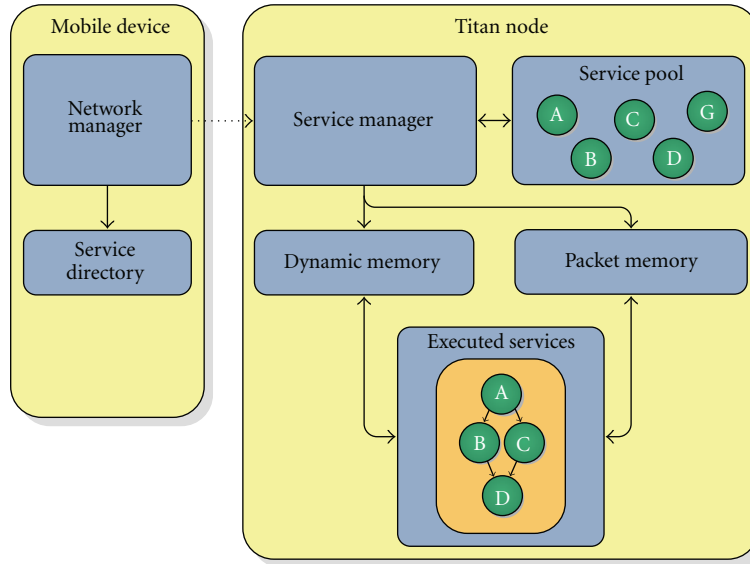 Mobile device
Network
manager
Service
directory
Titan node
Service manager
Service pool
A
C
G
B
D
Dynamic memory
Packet memory
Executed services
A
B
C
D